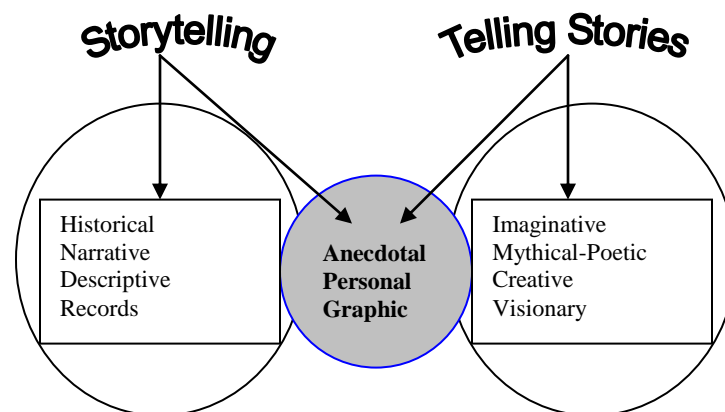 Storytelling
Telling Stories
Historical
Narrative
Descriptive
Records
Anecdotal
Personal
Graphic
Imaginative
Mythical-Poetic
Creative
Visionary